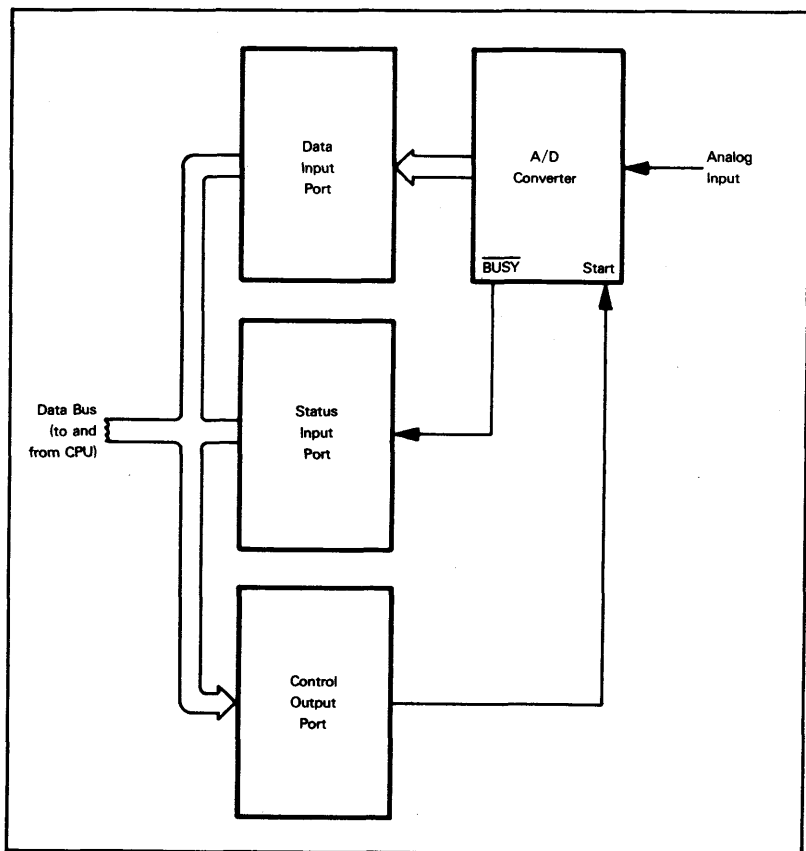 Data
Input
Port
A/D
Converter
Analog
Input
BUSY
Start
Data Bus
(to and
from CPU)
Status
Input
Port
Control
Output
Port